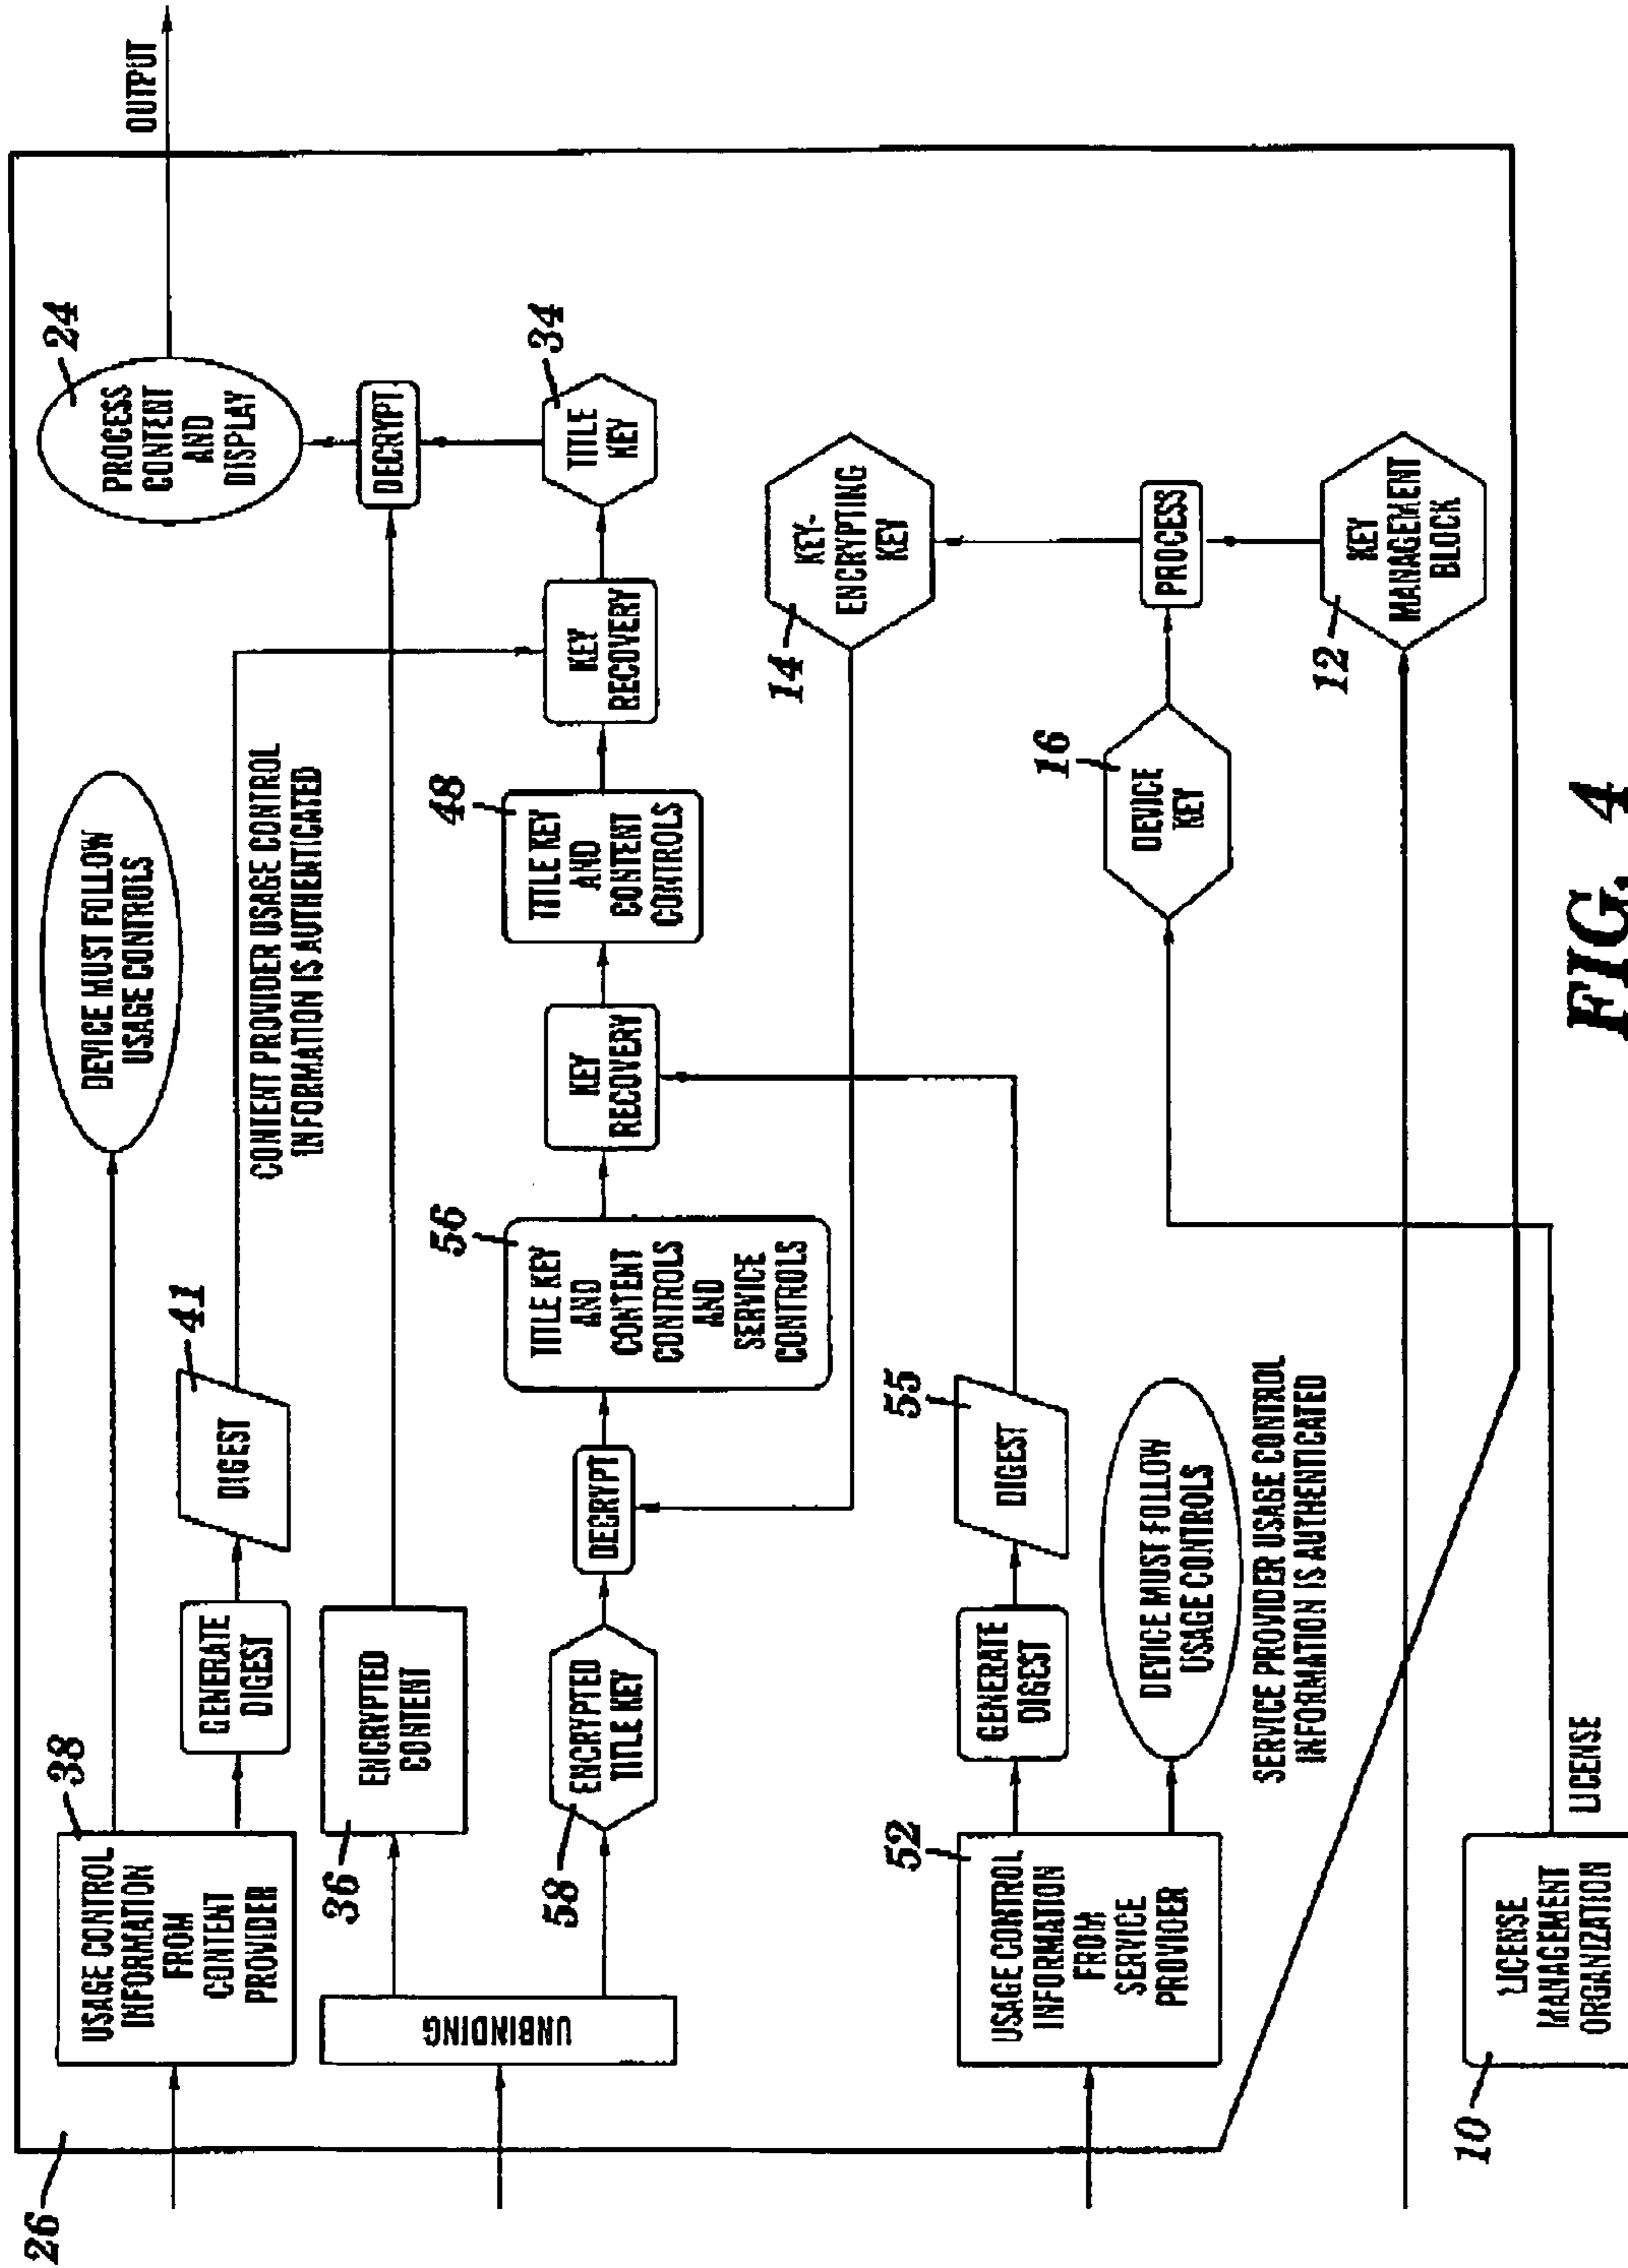 26
38
USAGE CONTROL
INFORMATION
FROM
CONTENT
PROVIDER
DEVICE MUST FOLLOW
USAGE CONTROLS
GENERATE
DIGEST
41
DIGEST
CONTENT PROVIDER USAGE CONTROL
INFORMATION IS AUTHENTICATED
24
PROCESS
CONTENT
AND
DISPLAY
OUTPUT
UNBINDING
36
ENCRYPTED
CONTENT
DECRYPT
58
ENCRYPTED
TITLE KEY
DECRYPT
56
TITLE KEY
AND
CONTENT
CONTROLS
AND
SERVICE
CONTROLS
KEY
RECOVERY
48
TITLE KEY
AND
CONTENT
CONTROLS
KEY
RECOVERY
34
TITLE
KEY
14
KEY-
ENCRYPTING
KEY
52
USAGE CONTROL
INFORMATION
FROM
SERVICE
PROVIDER
GENERATE
DIGEST
55
DIGEST
DEVICE MUST FOLLOW
USAGE CONTROLS
SERVICE PROVIDER USAGE CONTROL
INFORMATION IS AUTHENTICATED
16
DEVICE
KEY
PROCESS
12
KEY
MANAGEMENT
BLOCK
10
LICENSE
MANAGEMENT
ORGANIZATION
LICENSE
FIG. 4